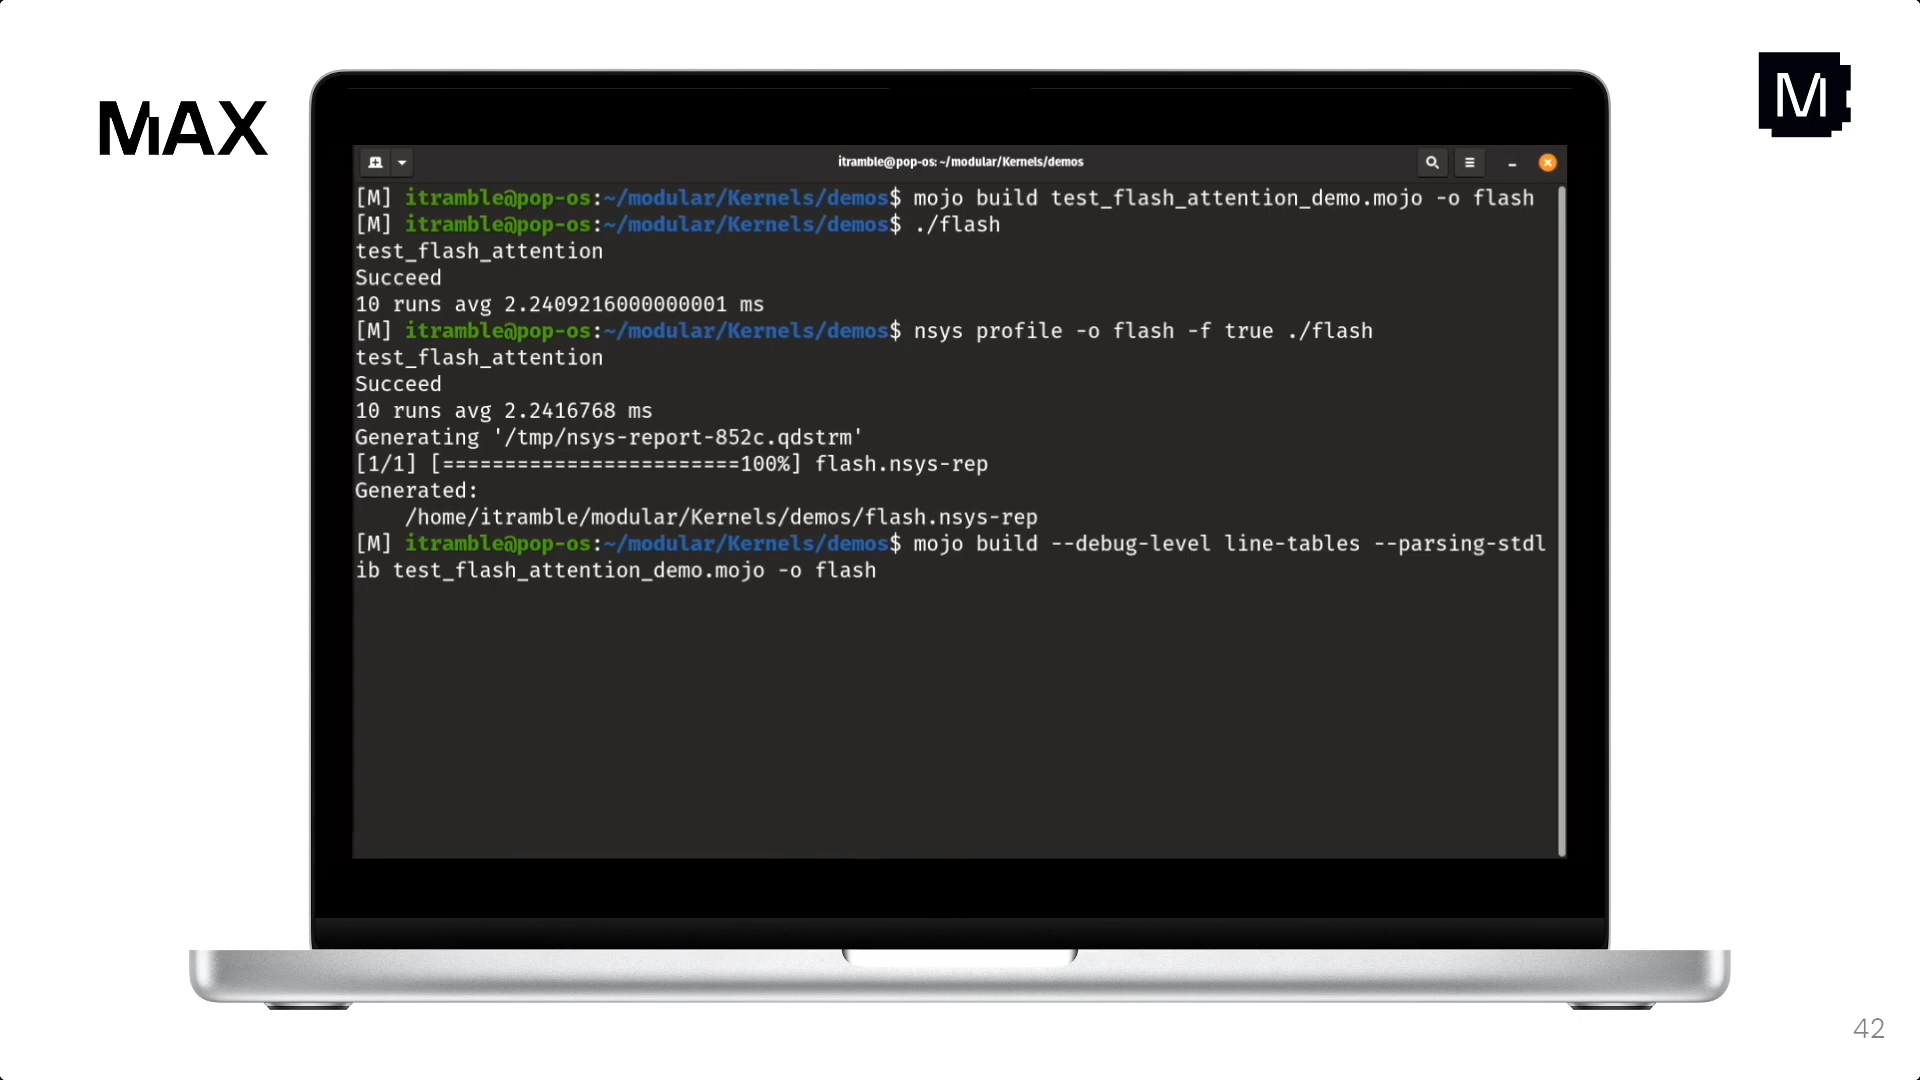 MAX
M
itramble@pop-os: ~/modular/Kernels/demos
[M] itramble@pop-os:~/modular/Kernels/demos$ mojo build test_flash_attention_demo.mojo -o flash
[M] itramble@pop-os:~/modular/Kernels/demos$ ./flash
test_flash_attention
Succeed
10 runs avg 2.2409216000000001 ms
[M] itramble@pop-os:~/modular/Kernels/demos$ nsys profile -o flash -f true ./flash
test_flash_attention
Succeed
10 runs avg 2.2416768 ms
Generating '/tmp/nsys-report-852c.qdstrm'
[1/1] [========================100%] flash.nsys-rep
Generated:
    /home/itramble/modular/Kernels/demos/flash.nsys-rep
[M] itramble@pop-os:~/modular/Kernels/demos$ mojo build --debug-level line-tables --parsing-stdl
ib test_flash_attention_demo.mojo -o flash
42